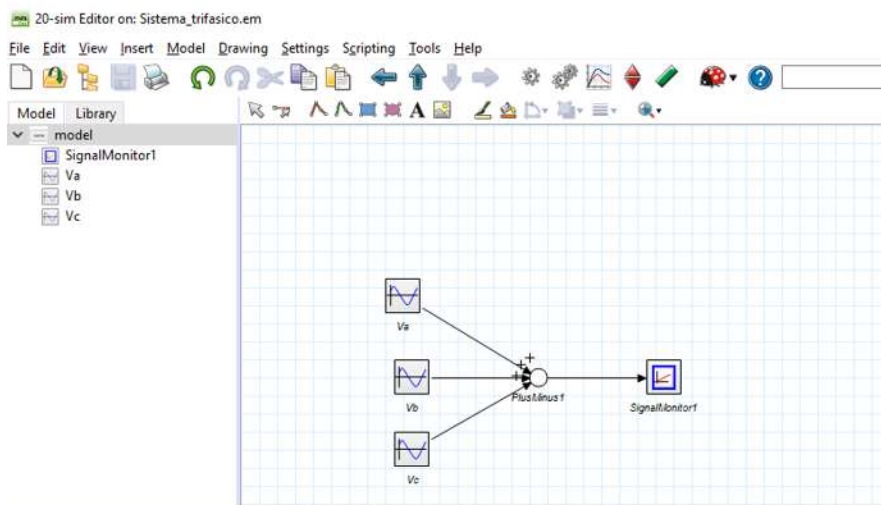 20-sim Editor on: Sistema_trifasico.em
File Edit View Insert Model Drawing Settings Scripting Tools Help
Model Library
A
model
SignalMonitor1
Va
Vb
Vc
Va
Vb
PlusMinus1
SignalMonitor1
Vc